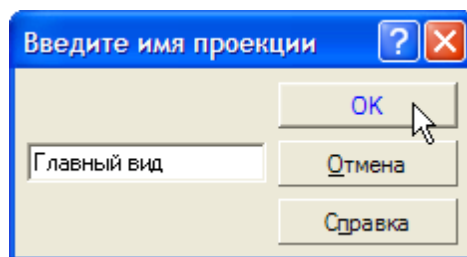 Введите имя проекции
OK
Главный вид
Отмена
Справка